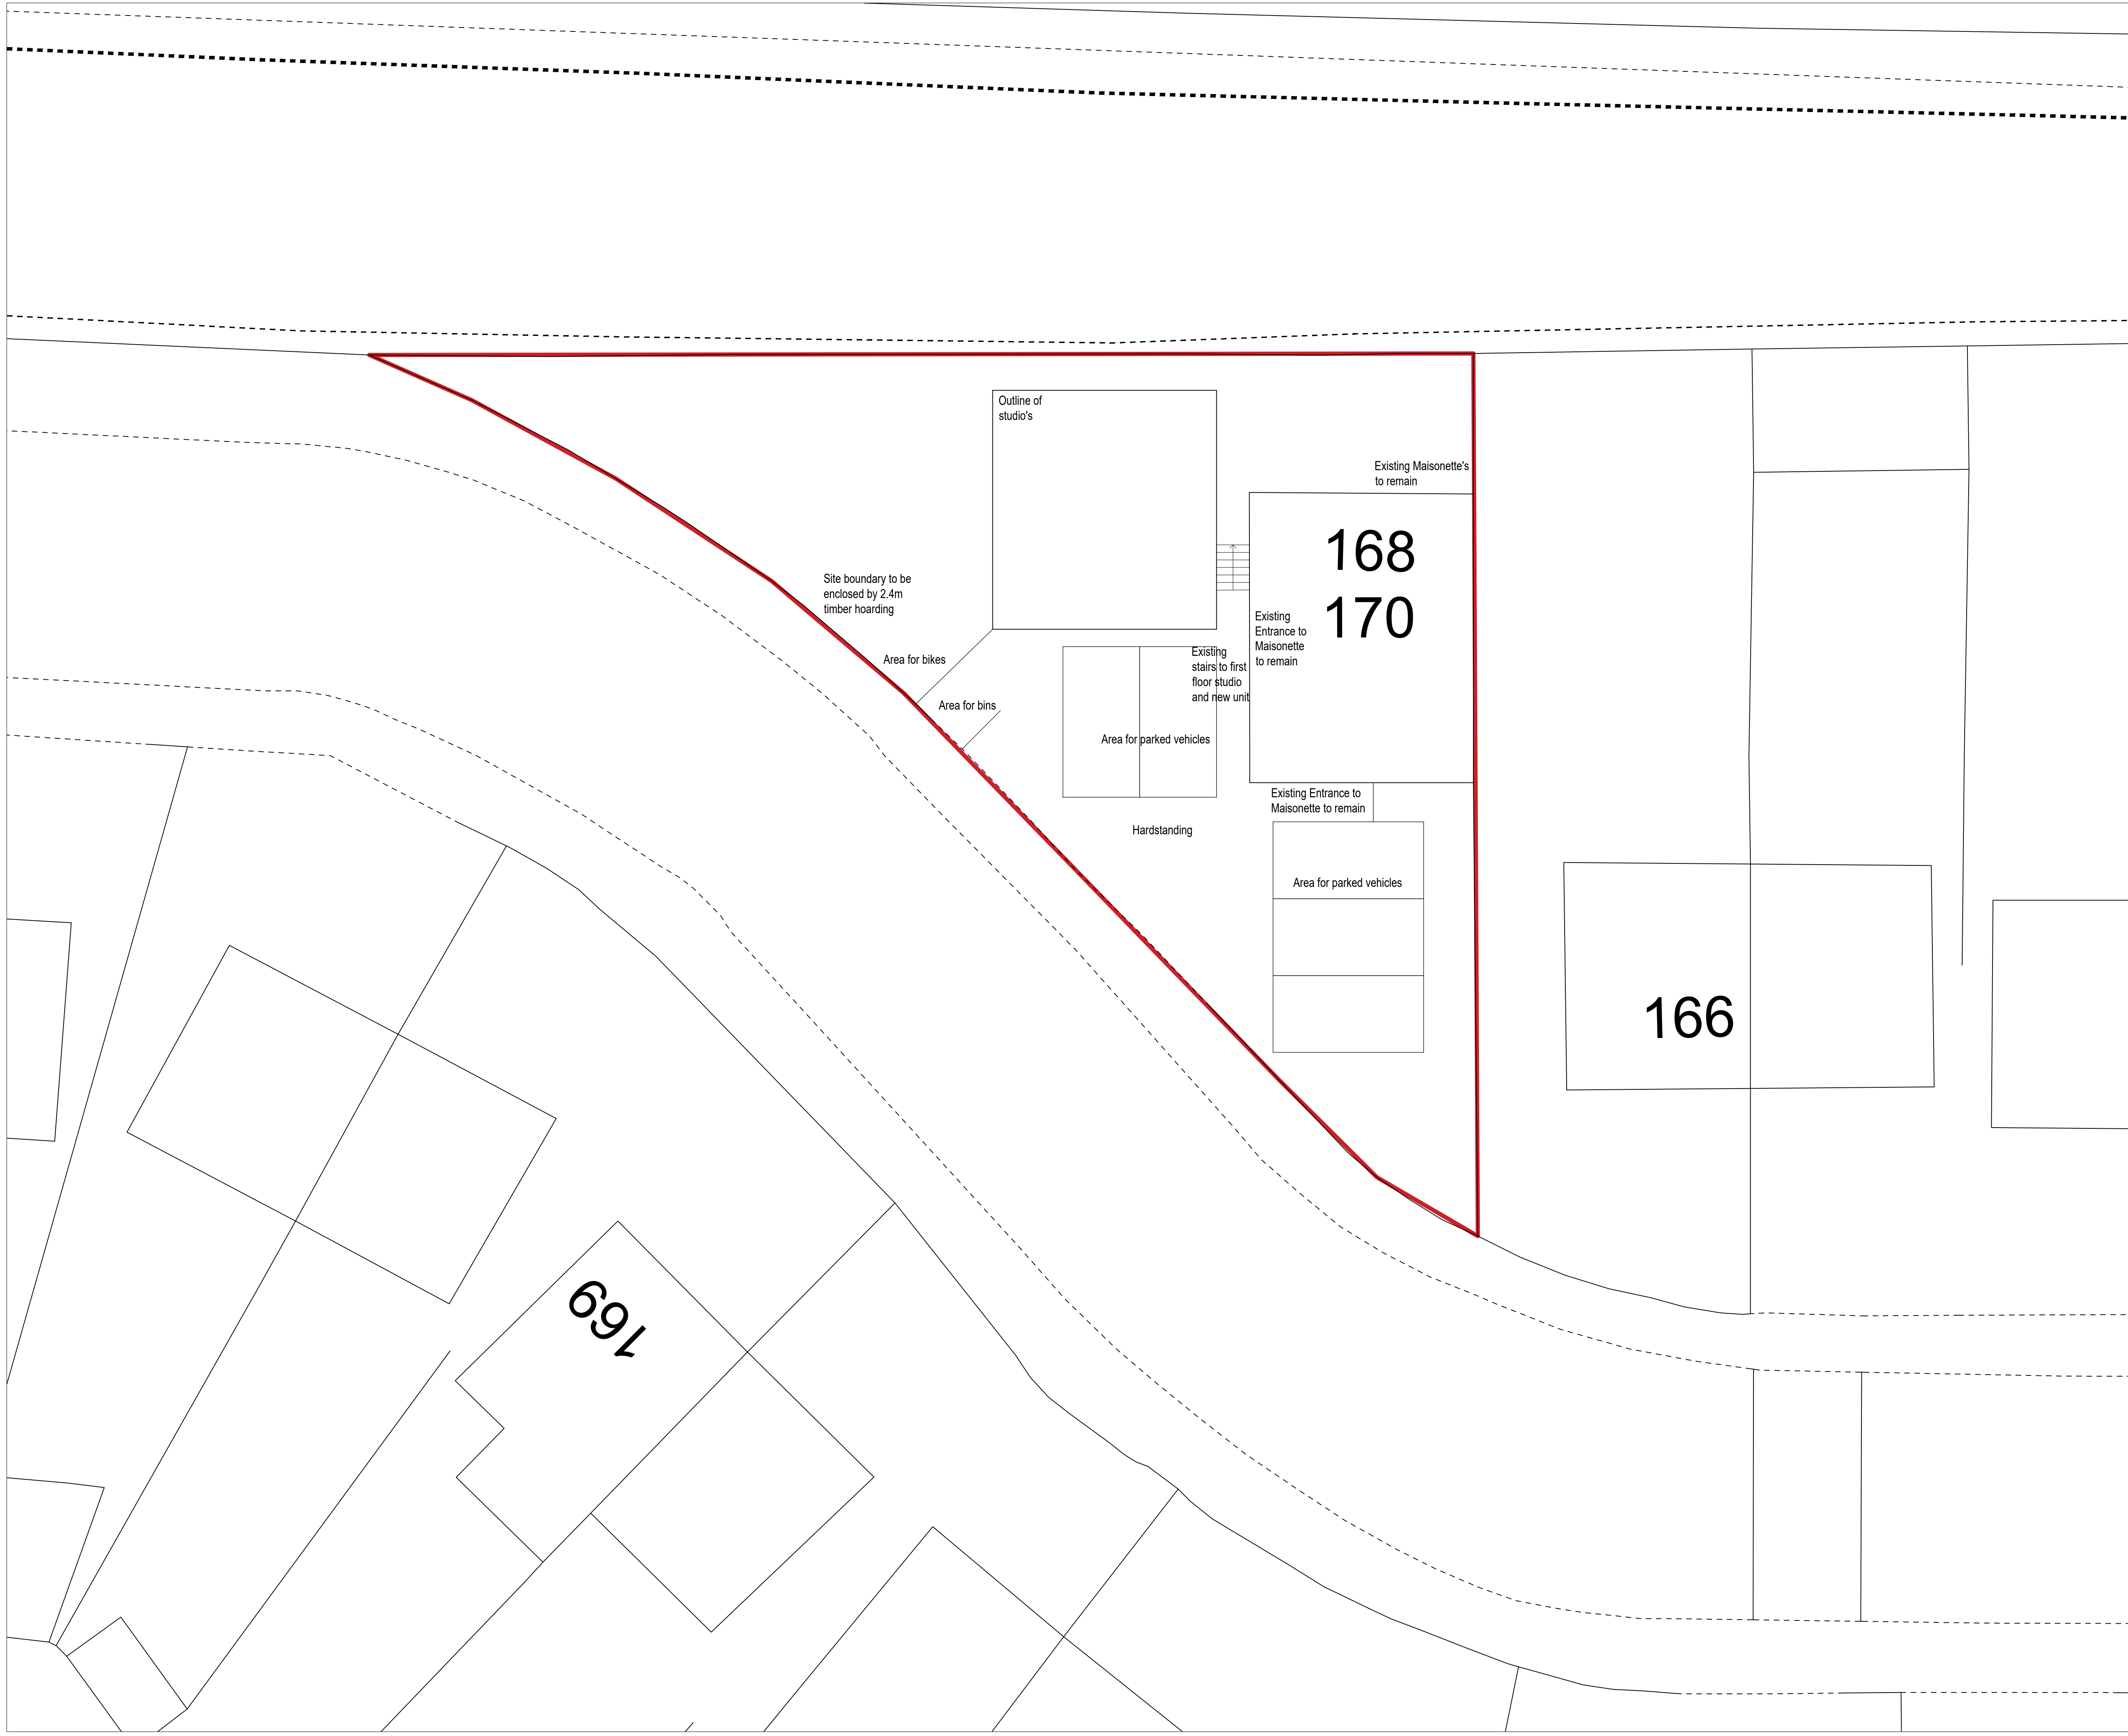 Outline of
studio's
Existing Maisonette's
to remain
168
170
Site boundary to be
enclosed by 2.4m
timber hoarding
Existing
Entrance to
Maisonette
to remain
Area for bikes
Existing
stairs to first
floor studio
and new unit
Area for bins
Area for parked vehicles
Existing Entrance to
Maisonette to remain
Hardstanding
Area for parked vehicles
166
169